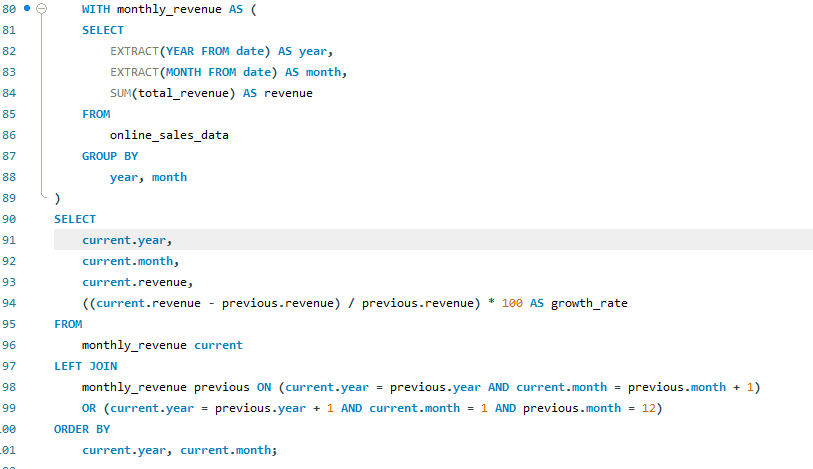 80 WITH monthly_revenue AS (
81 SELECT
82 EXTRACT(YEAR FROM date) AS year,
83 EXTRACT(MONTH FROM date) AS month,
84 SUM(total_revenue) AS revenue
85 FROM
86 online_sales_data
87 GROUP BY
88 year, month
89 )
90 SELECT
91 current.year,
92 current.month,
93 current.revenue,
94 ((current.revenue - previous.revenue) / previous.revenue) * 100 AS growth_rate
95 FROM
96 monthly_revenue current
97 LEFT JOIN
98 monthly_revenue previous ON (current.year = previous.year AND current.month = previous.month + 1)
99 OR (current.year = previous.year + 1 AND current.month = 1 AND previous.month = 12)
100 ORDER BY
101 current.year, current.month;